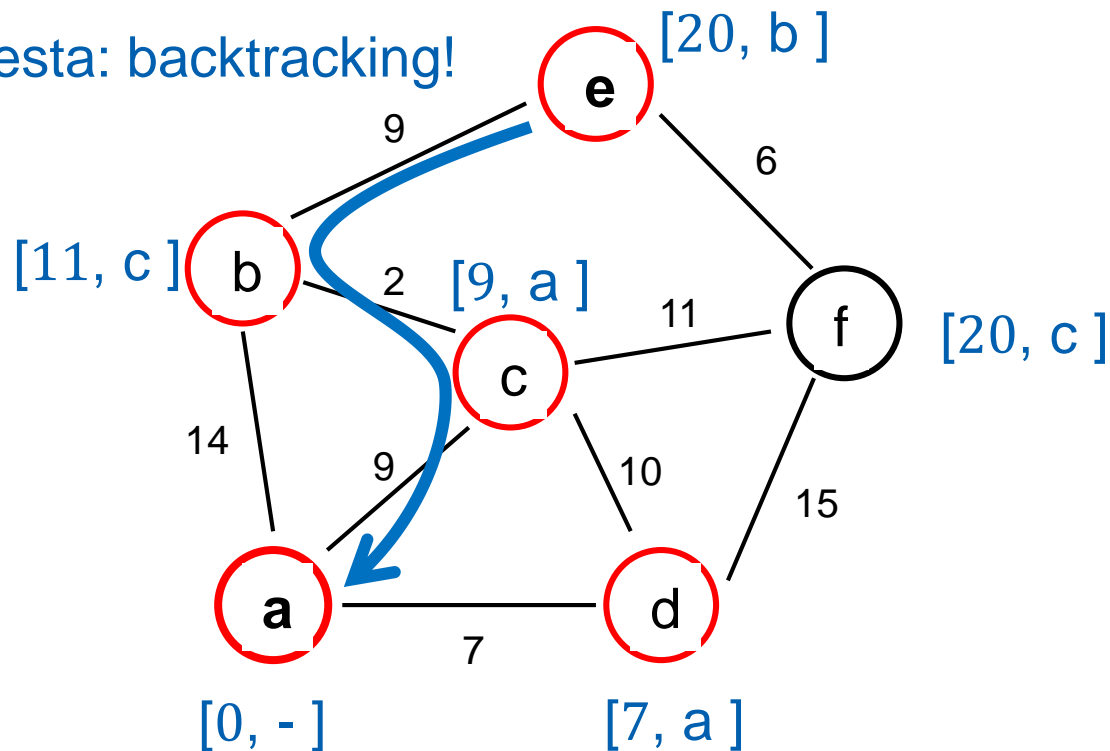 esta: backtracking!
[20, b ]
e
9
6
[11, c ]
b
2
[9, a ]
c
11
f
[20, c ]
14
9
10
15
a
d
7
[0, - ]
[7, a ]